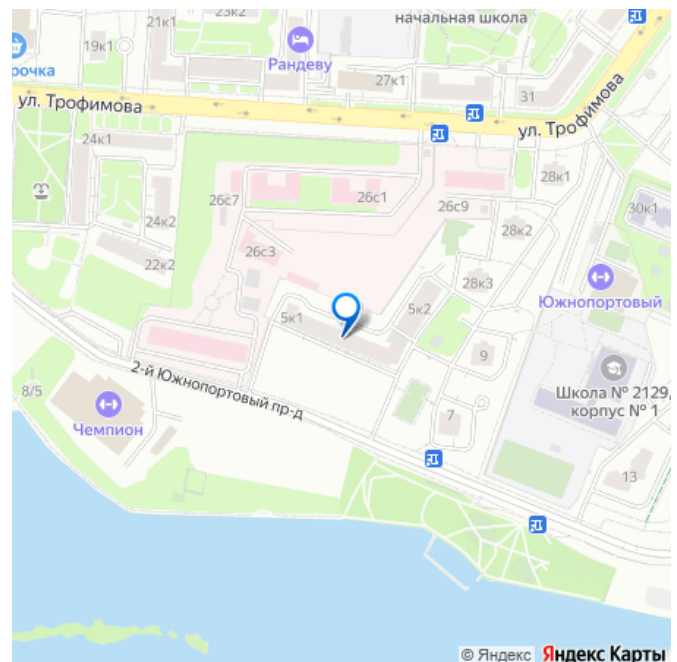 21к1
23к2
начальная школа
19к1
Рандеву
рочка
27к1
31
ул. Трофимова
ул. Трофимова
24к1
28к1
26с7
26с1
26с9
30к1
24к2
28к2
26с3
22к2
28к3
Южнопортовый
5к1
5к2
9
2-й Южнопортовый пр-д
8/5
Школа № 2129,
корпус № 1
7
Чемпион
13
© Яндекс Яндекс Карты